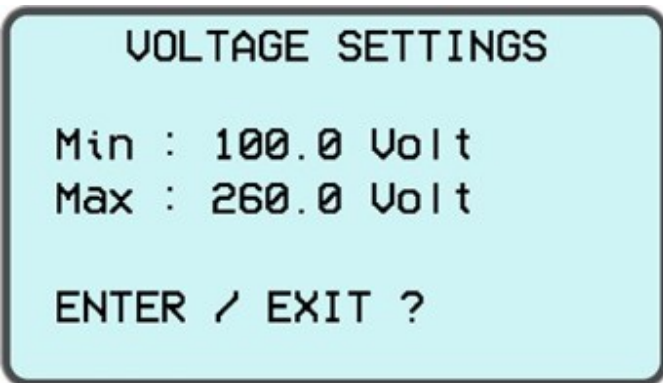 VOLTAGE SETTINGS
Min : 100.0 Volt
Max : 260.0 Volt
ENTER / EXIT ?